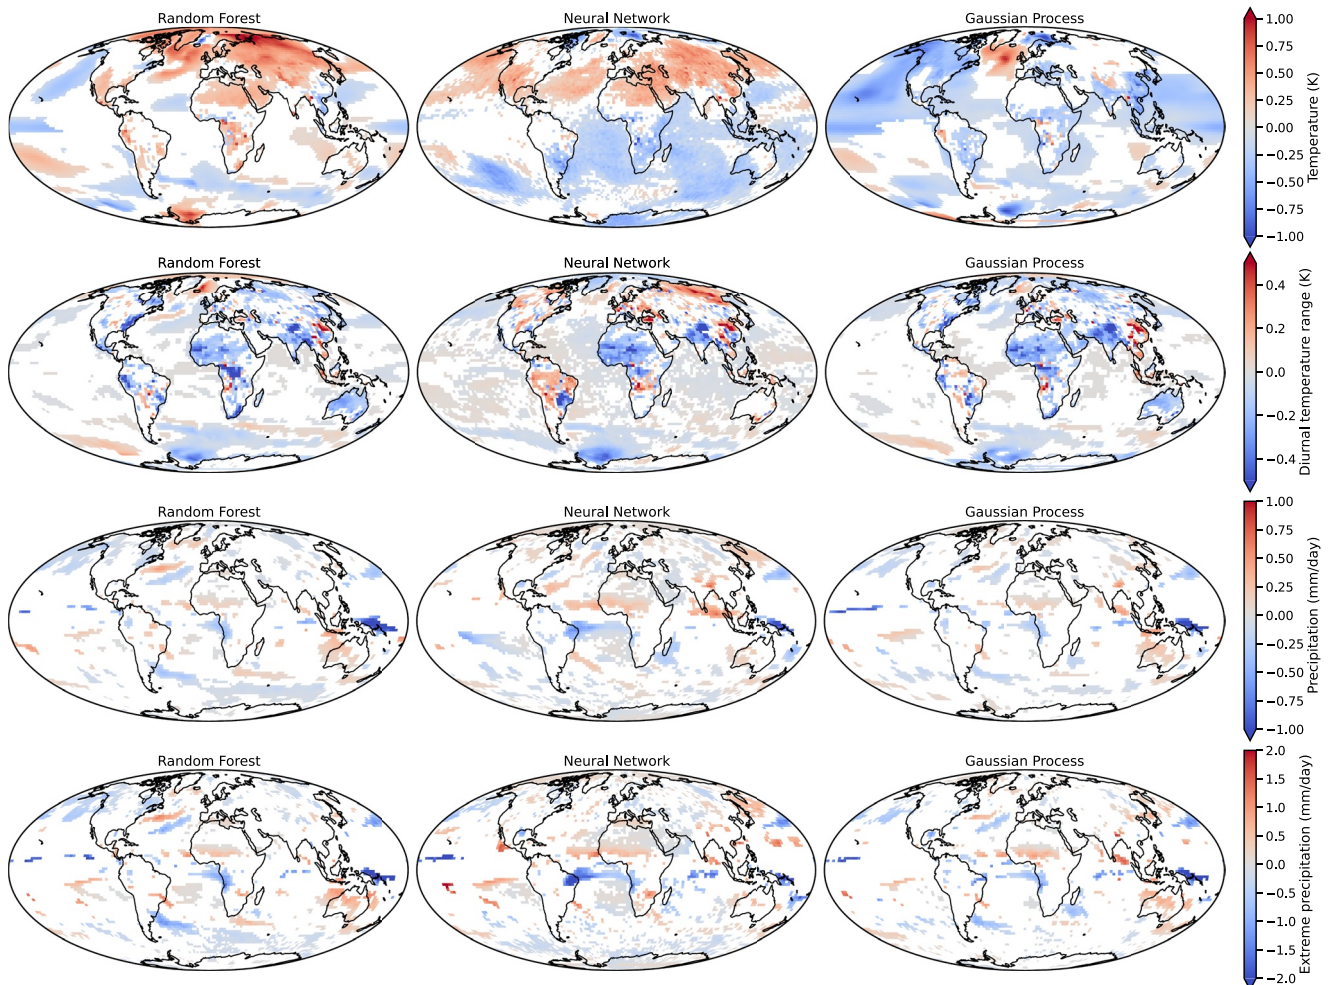 Random Forest
Neural Network
Gaussian Process
1.00
0.75
0.50
0.25
0.00
−0.25
−0.50
−0.75
−1.00
Temperature (K)
Random Forest
Neural Network
Gaussian Process
0.4
0.2
0.0
−0.2
−0.4
Diurnal temperature range (K)
Random Forest
Neural Network
Gaussian Process
1.00
0.75
0.50
0.25
0.00
−0.25
−0.50
−0.75
−1.00
Precipitation (mm/day)
Random Forest
Neural Network
Gaussian Process
2.0
1.5
1.0
0.5
0.0
−0.5
−1.0
−1.5
−2.0
Extreme precipitation (mm/day)